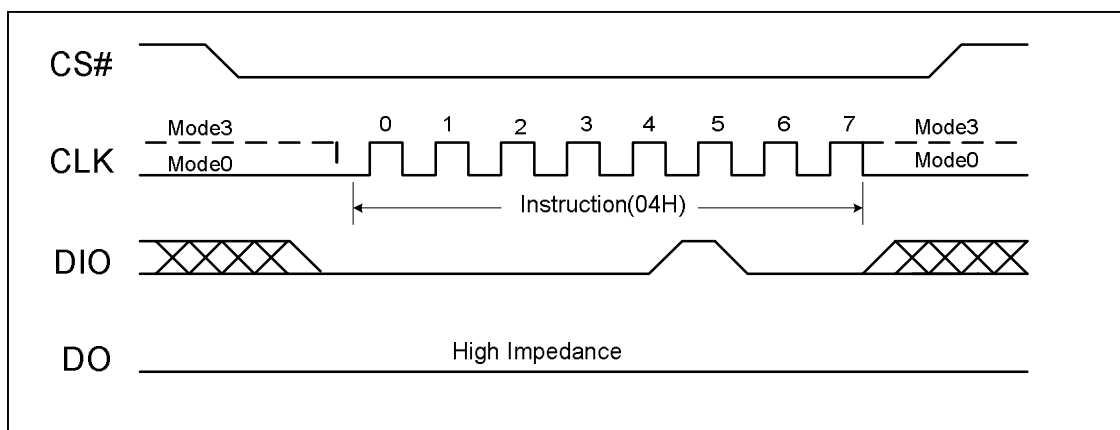 CS#
Mode3 0 1 2 3 4 5 6 7 Mode3
CLK Mode0 Mode0
Instruction(04H)
DIO
High Impedance
DO